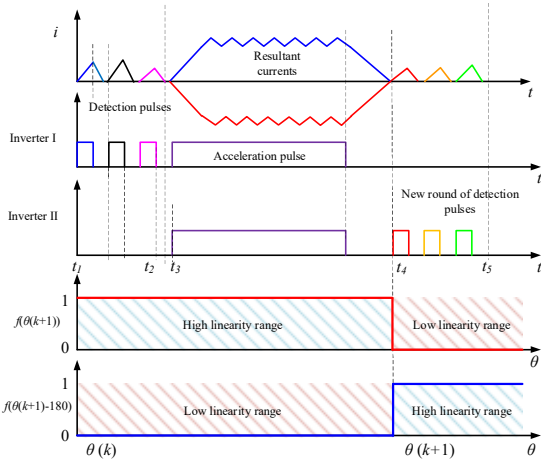 i
Resultant
currents
t
Detection pulses
Inverter I
Acceleration pulse
t
New round of detection
pulses
Inverter II
t
t1
t2
t3
t4
t5
1
f(θ(k+1))
High linearity range
Low linearity range
0
θ
1
f(θ(k+1)-180)
Low linearity range
High linearity range
0
θ (k)
θ (k+1)
θ